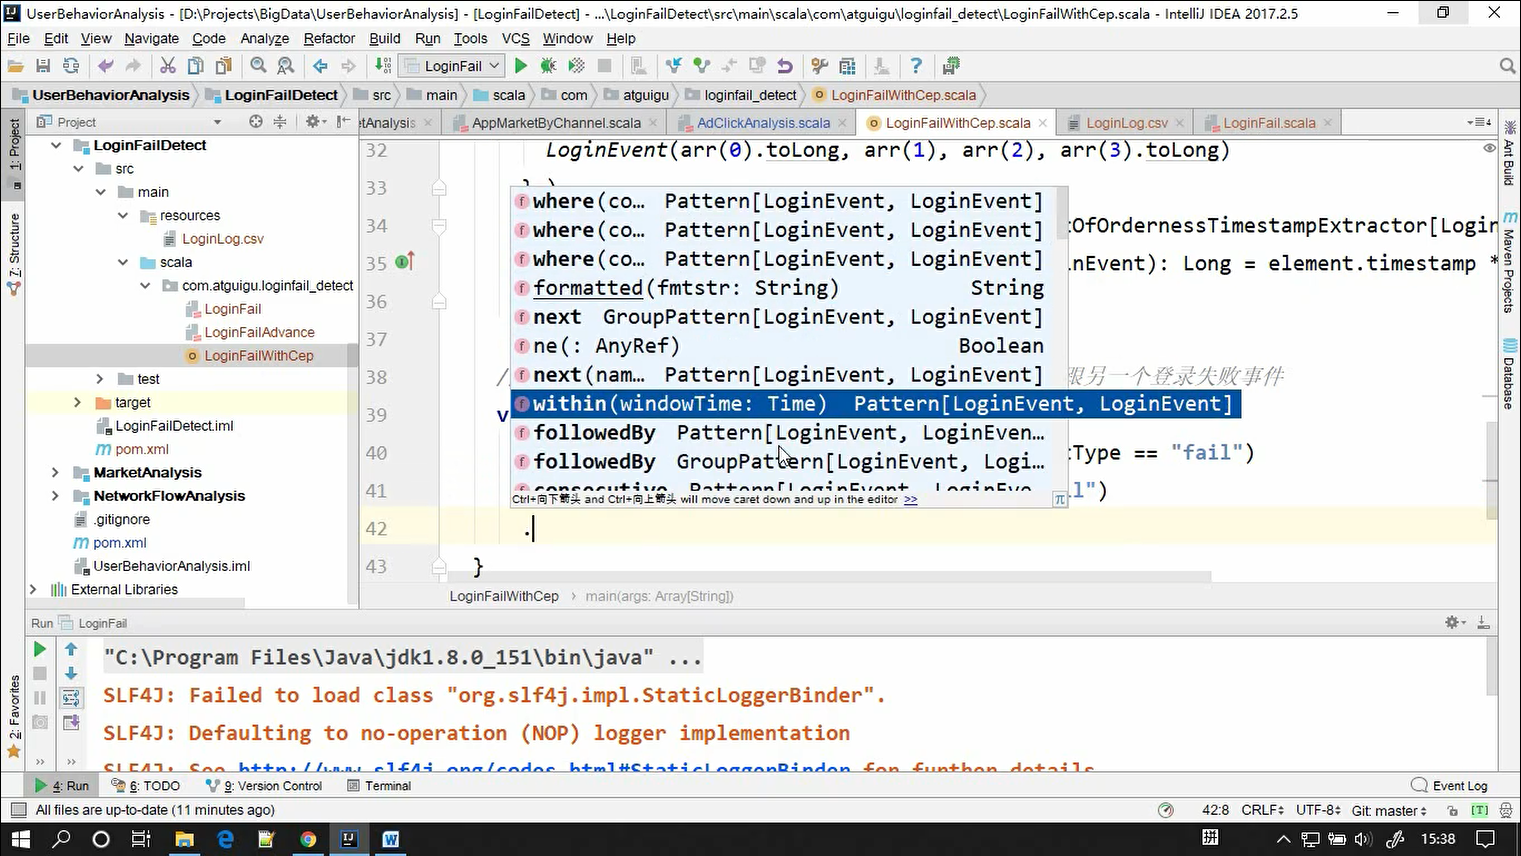 UserBehaviorAnalysis - [D:\Projects\BigData\UserBehaviorAnalysis] - [LoginFailDetect] - ...\LoginFailDetect\src\main\scala\com\atguigu\loginfail_detect\LoginFailWithCep.scala - IntelliJ IDEA 2017.2.5
File Edit View Navigate Code Analyze Refactor Build Run Tools VCS Window Help
LoginFail
UserBehaviorAnalysis LoginFailDetect src main scala com atguigu loginfail_detect LoginFailWithCep.scala
Project
etAnalysis AppMarketByChannel.scala AdClickAnalysis.scala LoginFailWithCep.scala LoginLog.csv LoginFail.scala
1: Project
7: Structure
2: Favorites
LoginFailDetect
src
main
resources
LoginLog.csv
scala
com.atguigu.loginfail_detect
LoginFail
LoginFailAdvance
LoginFailWithCep
test
target
LoginFailDetect.iml
pom.xml
MarketAnalysis
NetworkFlowAnalysis
.gitignore
pom.xml
UserBehaviorAnalysis.iml
External Libraries
32 LoginEvent(arr(0).toLong, arr(1), arr(2), arr(3).toLong)
33 })
34 tOfOrdernessTimestampExtractor[Login
35 inEvent): Long = element.timestamp *
36
37
38 / 跟另一个登录失败事件
39 v
40 tType == "fail")
41 il")
42 .
43 }
where(co… Pattern[LoginEvent, LoginEvent]
where(co… Pattern[LoginEvent, LoginEvent]
where(co… Pattern[LoginEvent, LoginEvent]
formatted(fmtstr: String) String
next GroupPattern[LoginEvent, LoginEvent]
ne(: AnyRef) Boolean
next(nam… Pattern[LoginEvent, LoginEvent]
within(windowTime: Time) Pattern[LoginEvent, LoginEvent]
followedBy Pattern[LoginEvent, LoginEven…
followedBy GroupPattern[LoginEvent, Logi…
consecutive Pattern[LoginEvent, LoginEve
Ctrl+向下箭头 and Ctrl+向上箭头 will move caret down and up in the editor >>
π
LoginFailWithCep main(args: Array[String])
Ant Build
Maven Projects
Database
Run LoginFail
"C:\Program Files\Java\jdk1.8.0_151\bin\java" ...
SLF4J: Failed to load class "org.slf4j.impl.StaticLoggerBinder".
SLF4J: Defaulting to no-operation (NOP) logger implementation
SLF4J: See http://www.slf4j.org/codes.html#StaticLoggerBinder for further details
4: Run 6: TODO 9: Version Control Terminal Event Log
All files are up-to-date (11 minutes ago) 42:8 CRLF UTF-8 Git: master [T]
拼 15:38